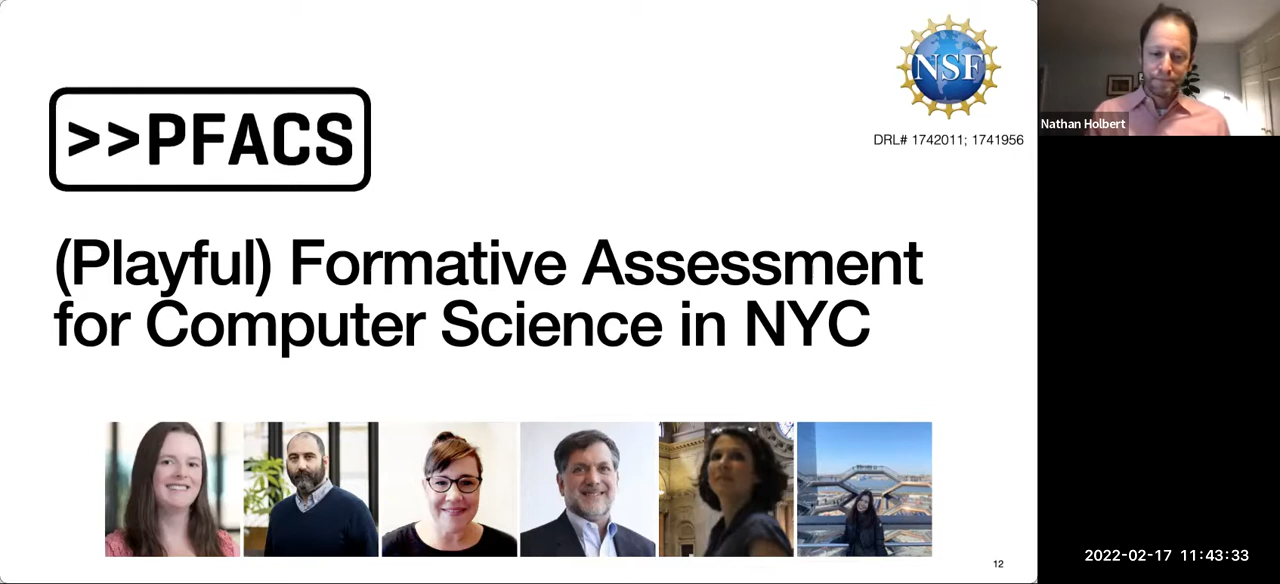 NSF
DRL# 1742011; 1741956
>>PFACS
(Playful) Formative Assessment
for Computer Science in NYC
12
Nathan Holbert
2022-02-17 11:43:33